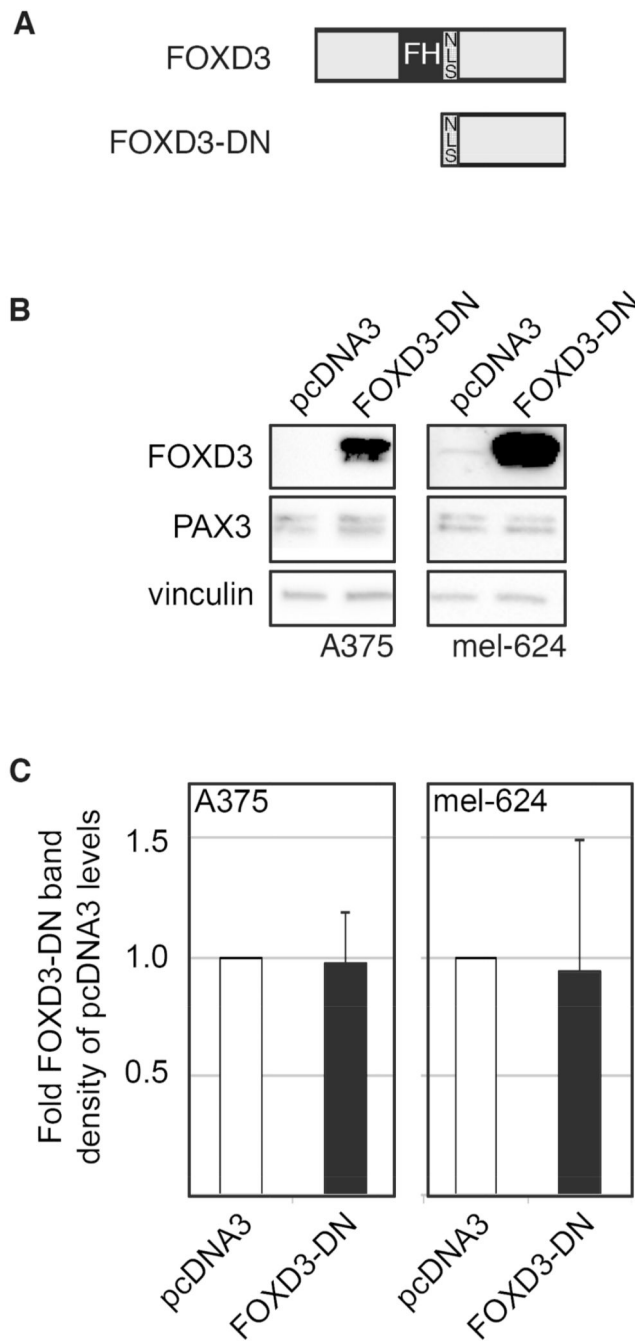 A
FOXD3
FH
NLS
FOXD3-DN
NLS
B
pcDNA3
FOXD3-DN
pcDNA3
FOXD3-DN
FOXD3
PAX3
vinculin
A375
mel-624
C
A375
mel-624
Fold FOXD3-DN band
density of pcDNA3 levels
1.5
1.0
0.5
pcDNA3
FOXD3-DN
pcDNA3
FOXD3-DN